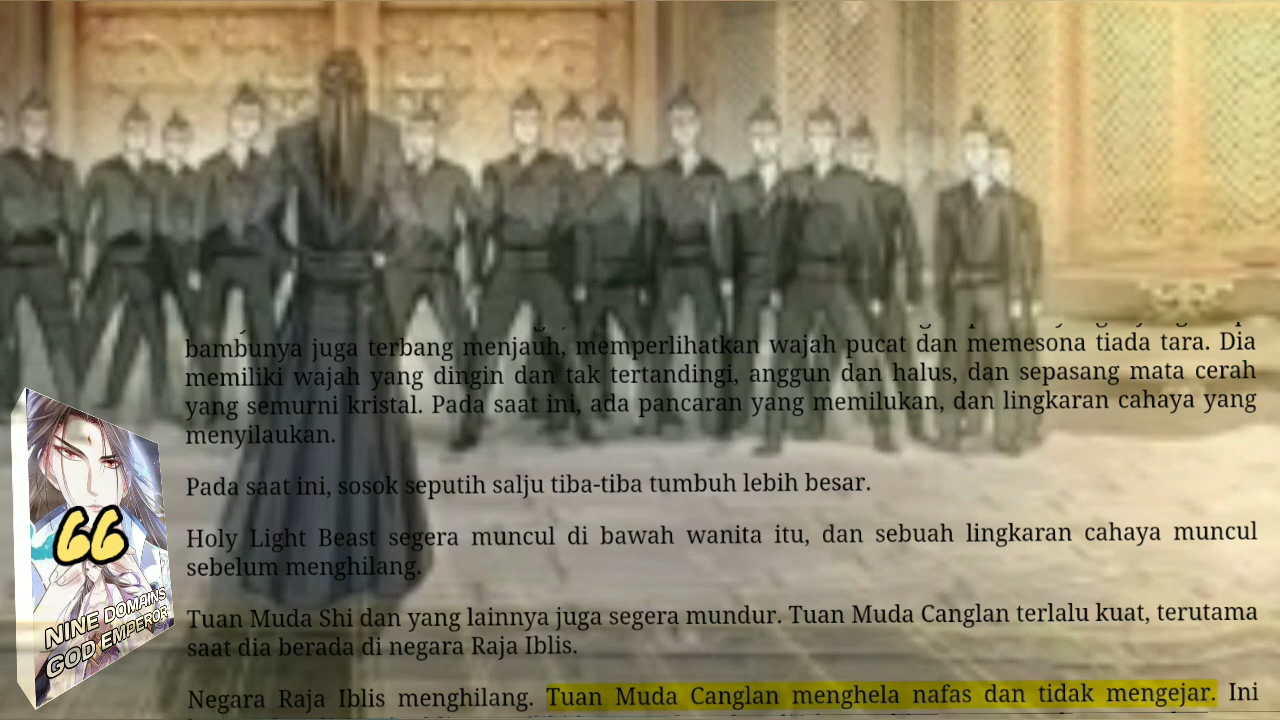 bambunya juga terbang menjauh, memperlihatkan wajah pucat dan memesona tiada tara. Dia
memiliki wajah yang dingin dan tak tertandingi, anggun dan halus, dan sepasang mata cerah
yang semurni kristal. Pada saat ini, ada pancaran yang memilukan, dan lingkaran cahaya yang
menyilaukan.
Pada saat ini, sosok seputih salju tiba-tiba tumbuh lebih besar.
Holy Light Beast segera muncul di bawah wanita itu, dan sebuah lingkaran cahaya muncul
sebelum menghilang.
Tuan Muda Shi dan yang lainnya juga segera mundur. Tuan Muda Canglan terlalu kuat, terutama
saat dia berada di negara Raja Iblis.
Negara Raja Iblis menghilang. Tuan Muda Canglan menghela nafas dan tidak mengejar. Ini
66
NINE DOMAINS
GOD EMPEROR